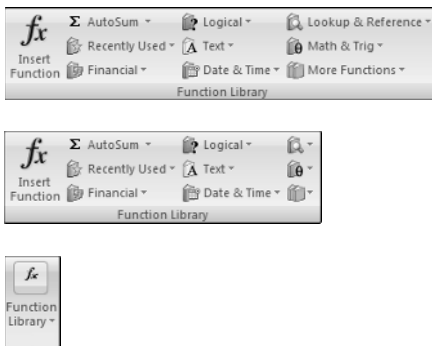 fx Σ AutoSum Logical Lookup & Reference
Insert Function Recently Used A Text θ Math & Trig
Financial Date & Time More Functions
Function Library
fx Σ AutoSum Logical
Insert Function Recently Used A Text θ
Financial Date & Time
Function Library
fx
Function
Library